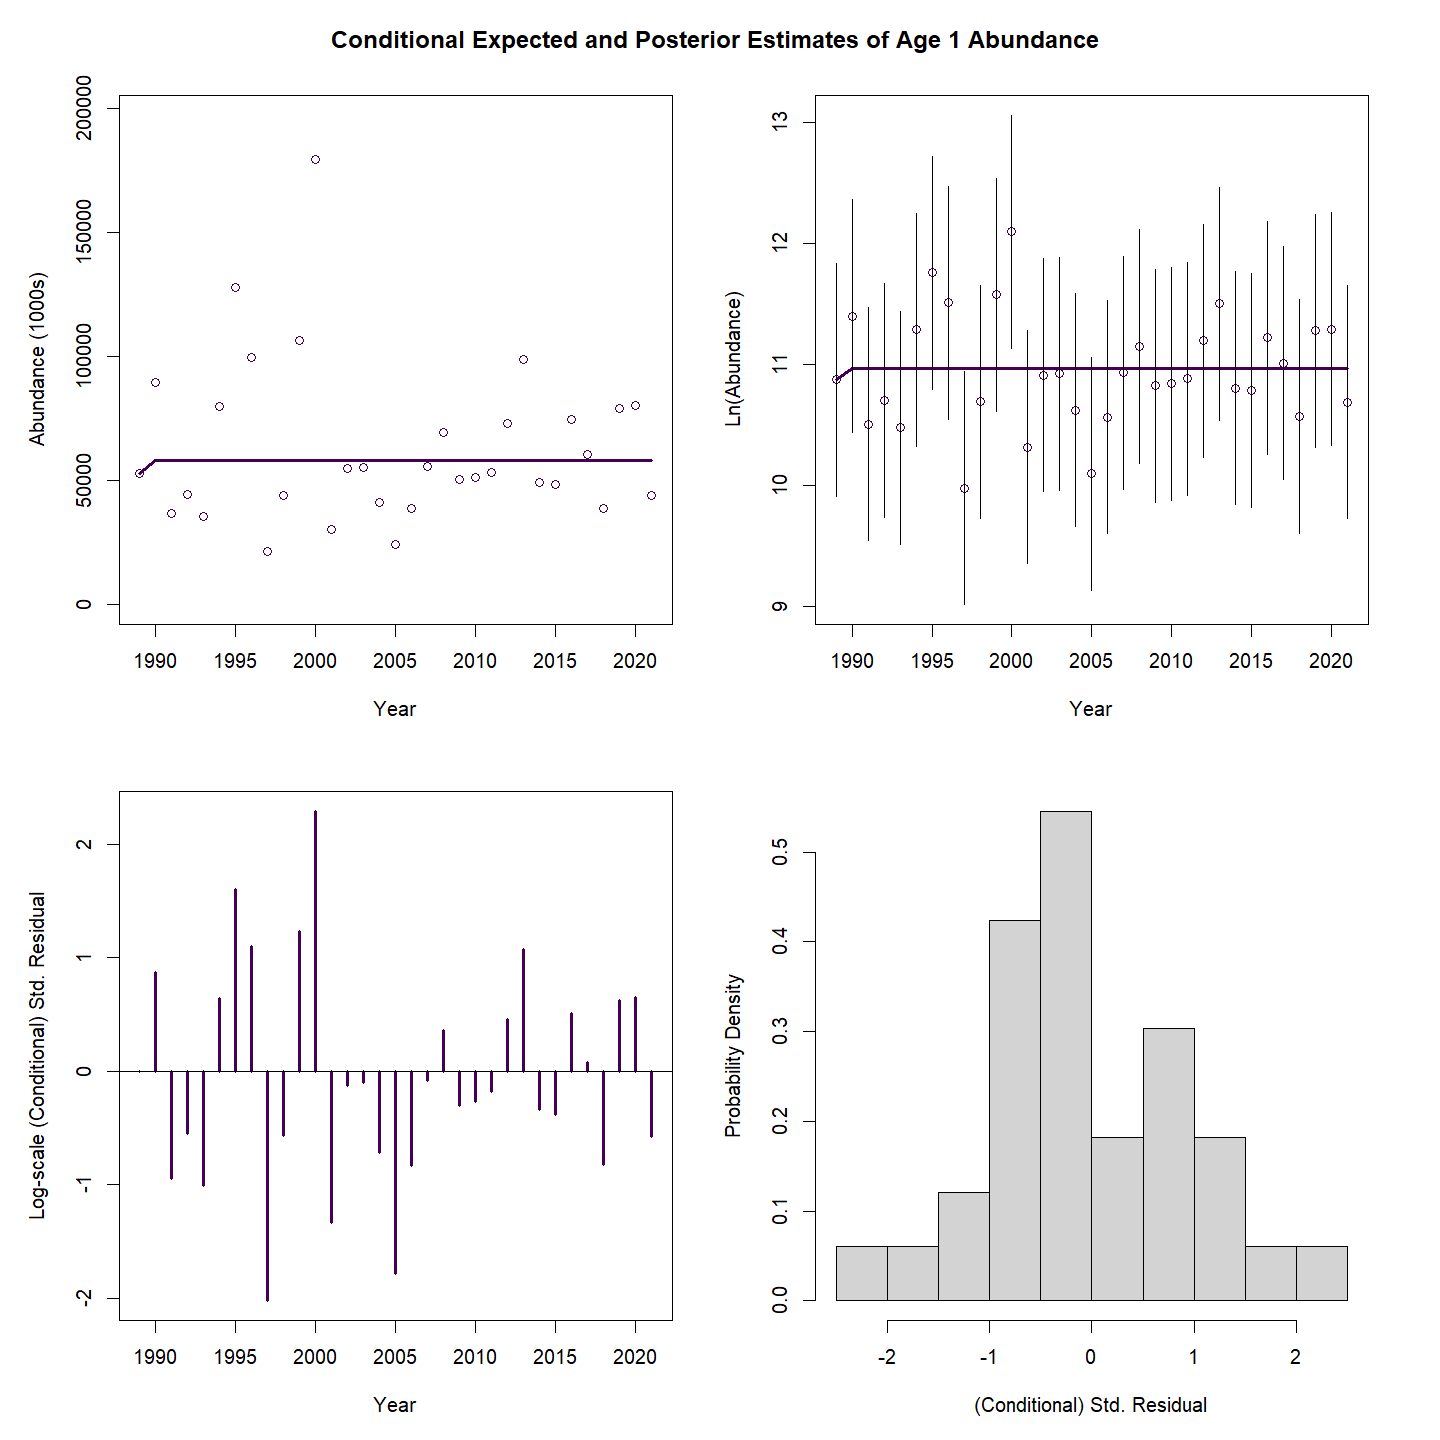 Conditional Expected and Posterior Estimates of Age 1 Abundance
Abundance (1000s)
200000
150000
100000
50000
0
1990 1995 2000 2005 2010 2015 2020
Year
Ln(Abundance)
13
12
11
10
9
1990 1995 2000 2005 2010 2015 2020
Year
Log-scale (Conditional) Std. Residual
2
1
0
-1
-2
1990 1995 2000 2005 2010 2015 2020
Year
Probability Density
0.5
0.4
0.3
0.2
0.1
0.0
-2 -1 0 1 2
(Conditional) Std. Residual